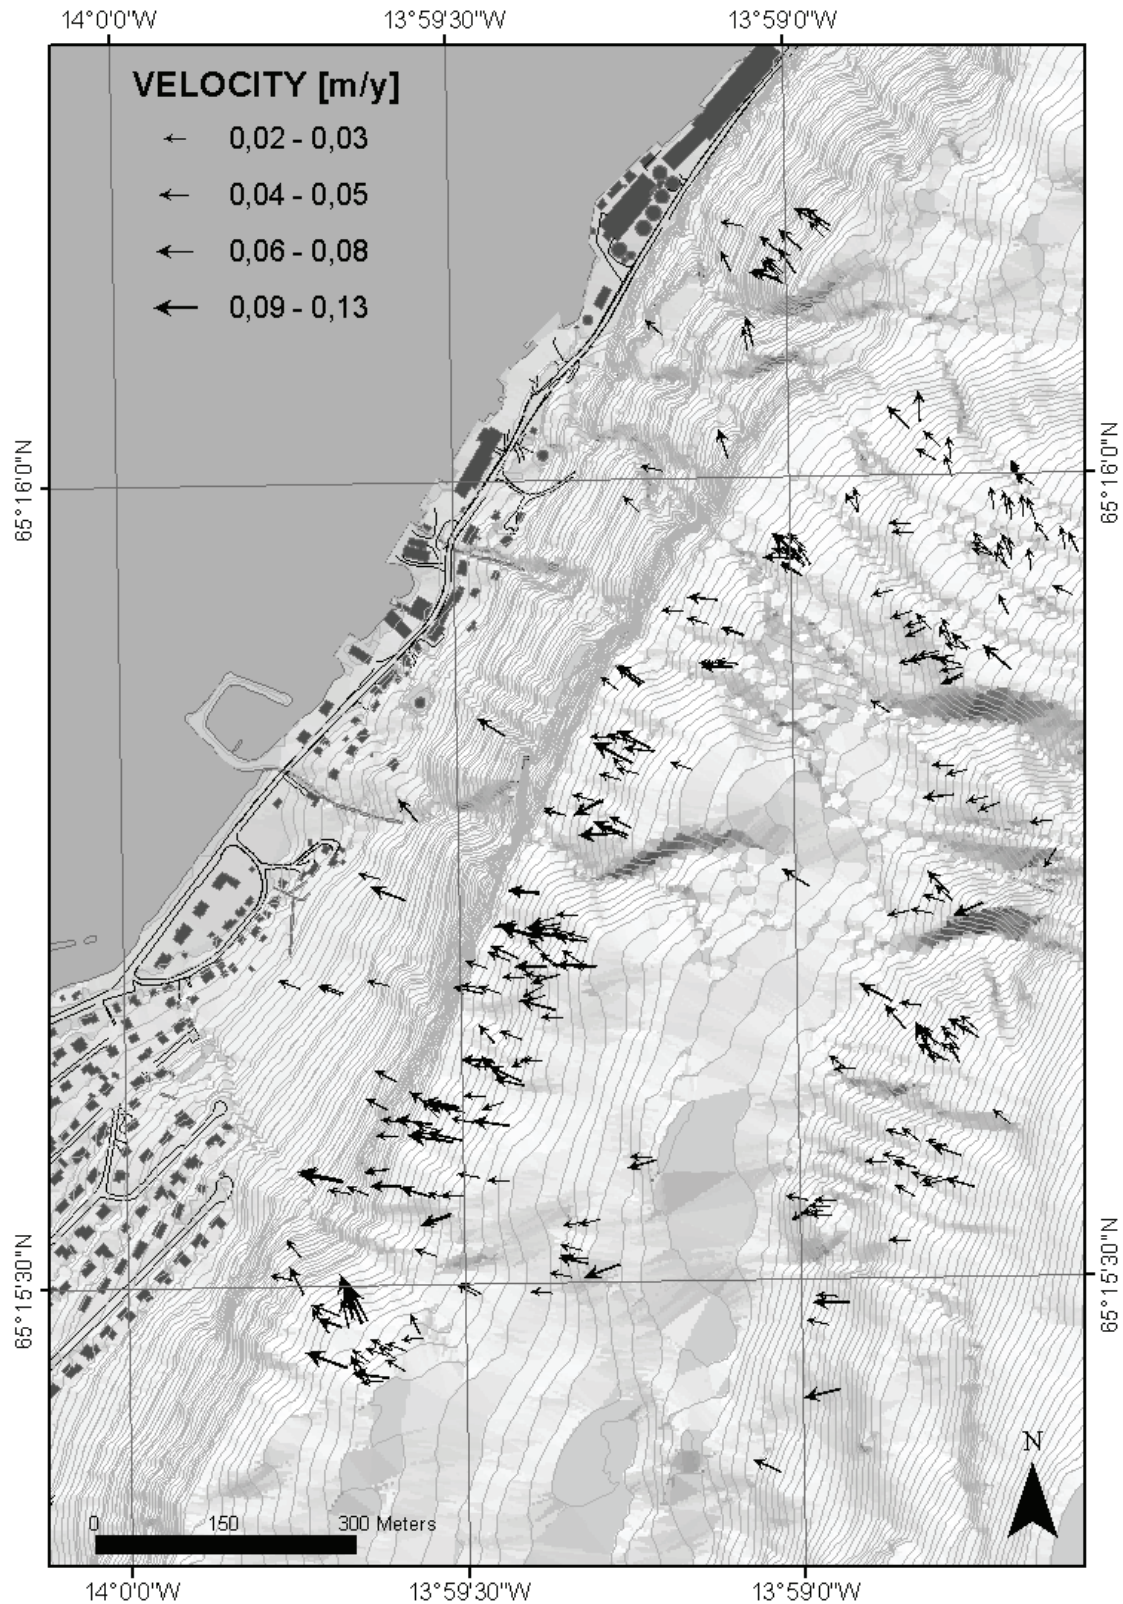 14°0'0"W 13°59'30"W 13°59'0"W
VELOCITY [m/y]
0,02 - 0,03
0,04 - 0,05
0,06 - 0,08
0,09 - 0,13
65°16'0"N 65°16'0"N
65°15'30"N 65°15'30"N
N
0 150 300 Meters
14°0'0"W 13°59'30"W 13°59'0"W